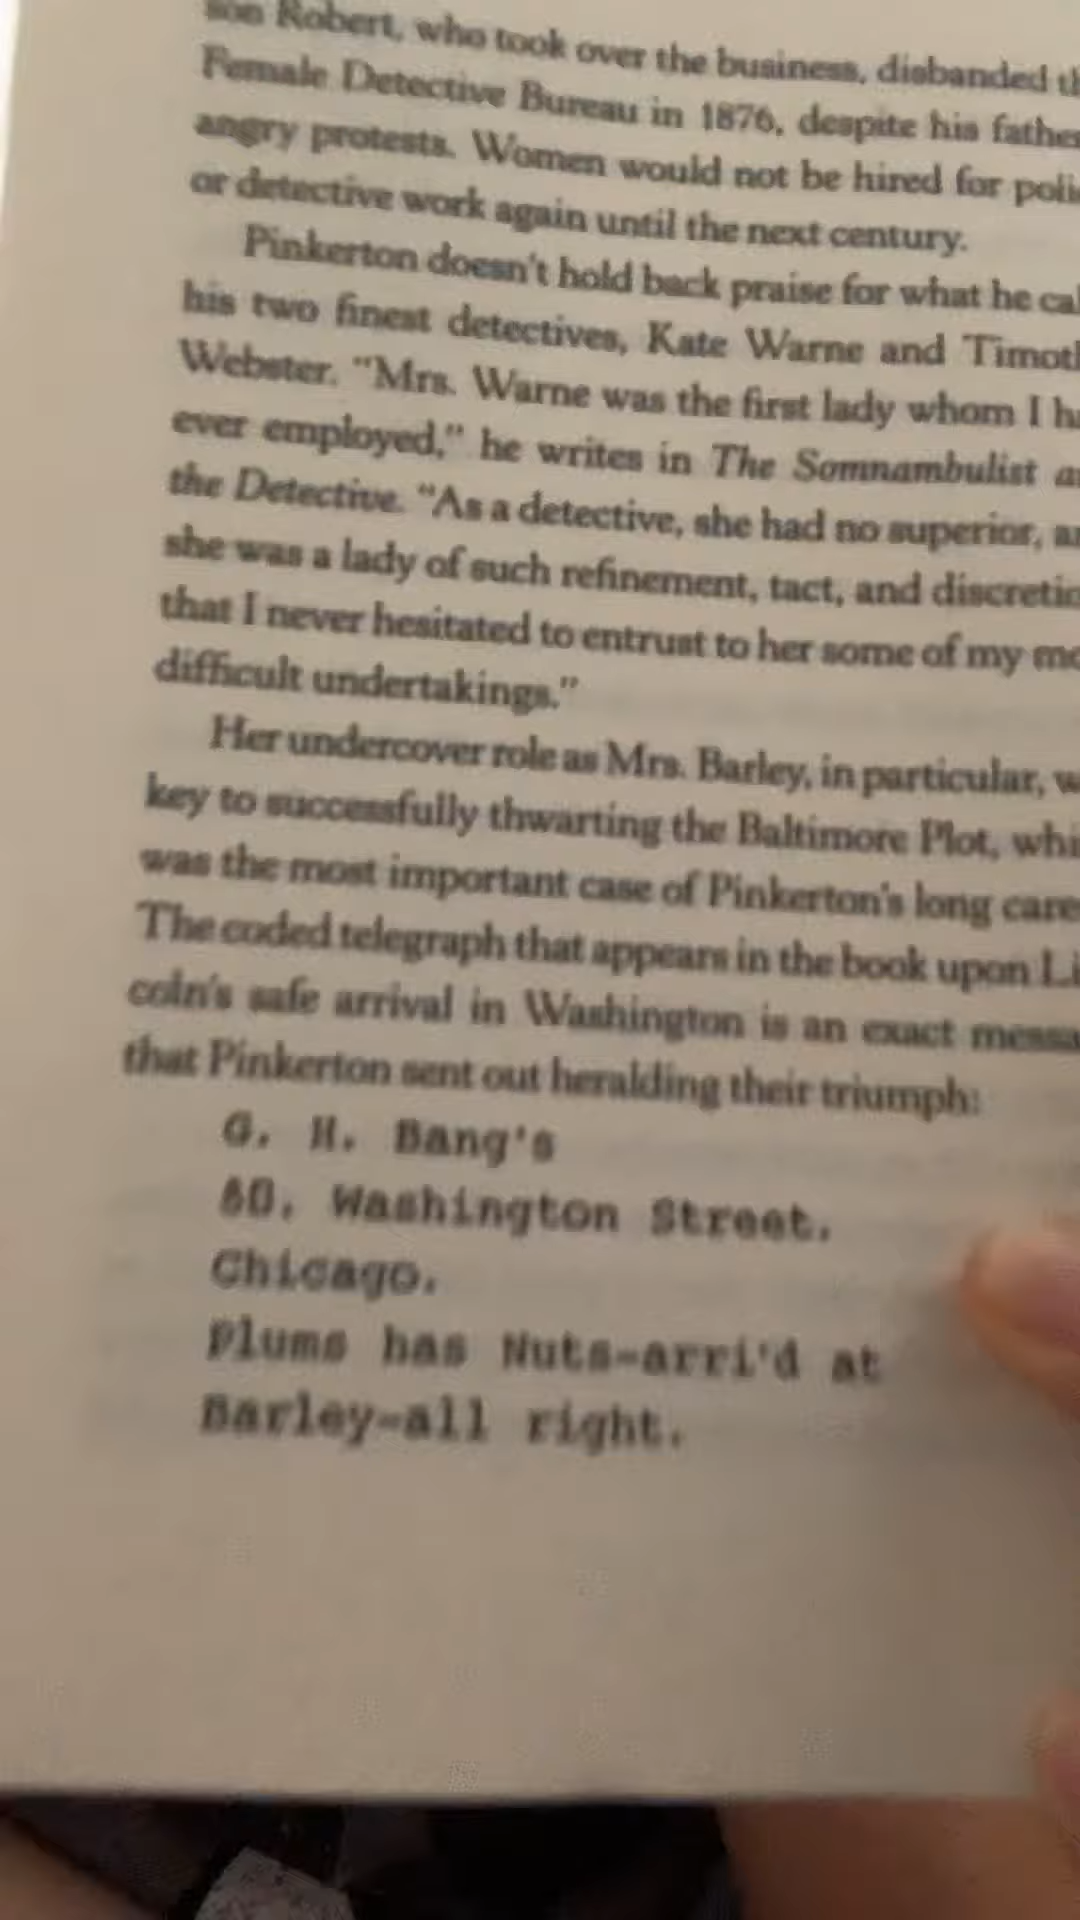 son Robert, who took over the business, disbanded th
Female Detective Bureau in 1876, despite his father
angry protests. Women would not be hired for poli
or detective work again until the next century.
Pinkerton doesn't hold back praise for what he cal
his two finest detectives, Kate Warne and Timoth
Webster. "Mrs. Warne was the first lady whom I ha
ever employed," he writes in The Somnambulist a
the Detective. "As a detective, she had no superior, a
she was a lady of such refinement, tact, and discretio
that I never hesitated to entrust to her some of my mo
difficult undertakings."
Her undercover role as Mrs. Barley, in particular, w
key to successfully thwarting the Baltimore Plot, whi
was the most important case of Pinkerton's long care
The coded telegraph that appears in the book upon Li
coln's safe arrival in Washington is an exact messa
that Pinkerton sent out heralding their triumph:
G. H. Bang's
80. Washington Street.
Chicago.
Plums has Nuts-arri'd at
Barley-all right.